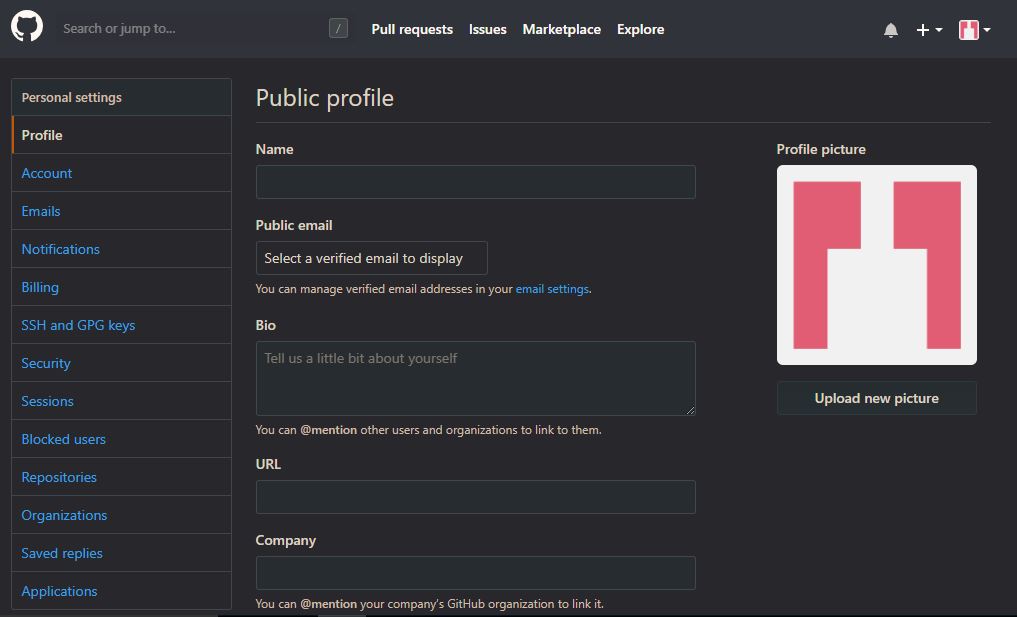 Search or jump to...
/
Pull requests
Issues
Marketplace
Explore
Personal settings
Profile
Account
Emails
Notifications
Billing
SSH and GPG keys
Security
Sessions
Blocked users
Repositories
Organizations
Saved replies
Applications
Public profile
Name
Public email
Select a verified email to display
You can manage verified email addresses in your email settings.
Bio
Tell us a little bit about yourself
You can @mention other users and organizations to link to them.
URL
Company
You can @mention your company's GitHub organization to link it.
Profile picture
Upload new picture